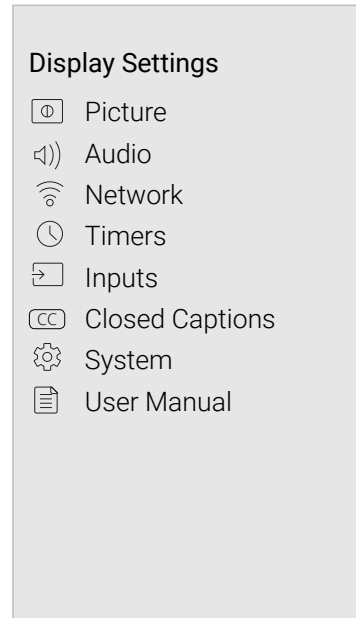 Display Settings
Picture
Audio
Network
Timers
Inputs
CC Closed Captions
System
User Manual